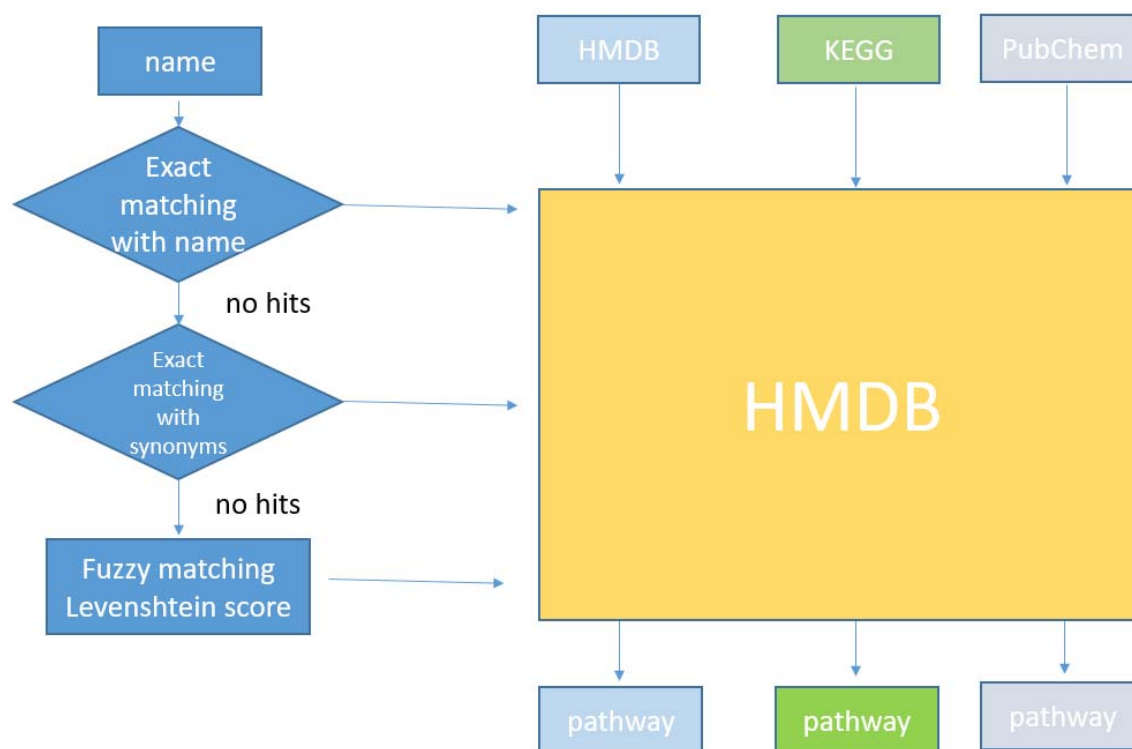 name
HMDB
KEGG
PubChem
Exact
matching
with name
no hits
Exact
matching
with
synonyms
HMDB
no hits
Fuzzy matching
Levenshtein score
pathway
pathway
pathway